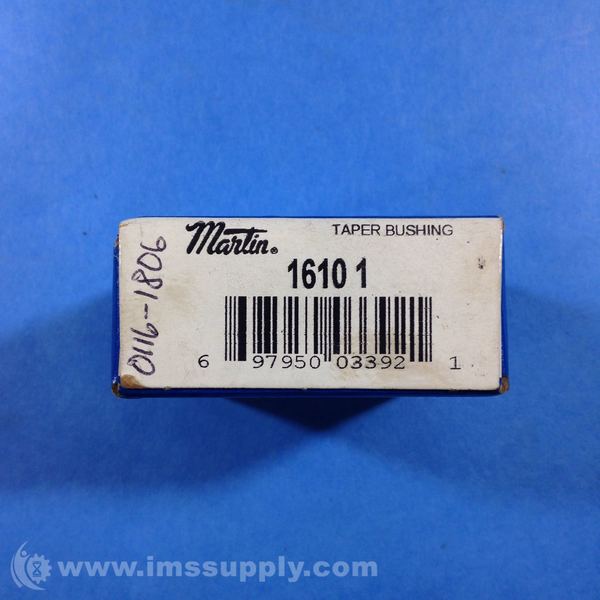 Martin®
TAPER BUSHING
1610 1
6 97950 03392 1
0116-1806
www.imssupply.com